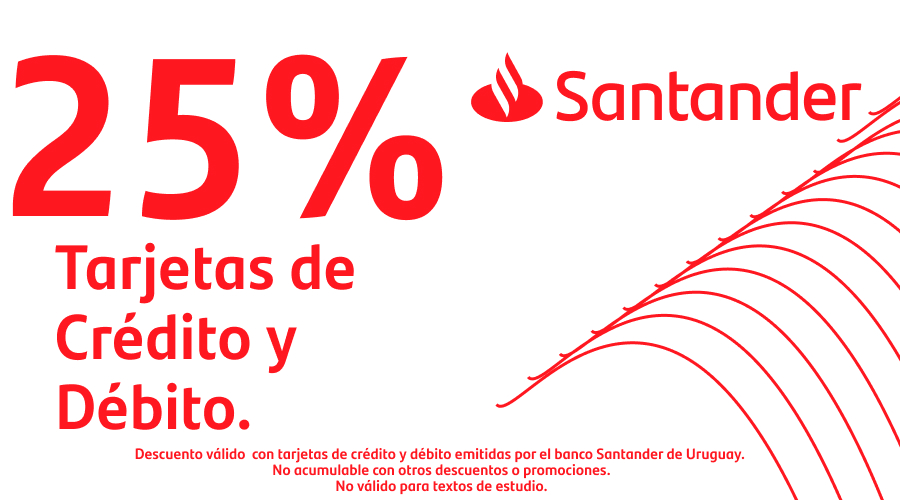 25%
Santander
Tarjetas de
Crédito y
Débito.
Descuento válido con tarjetas de crédito y débito emitidas por el banco Santander de Uruguay.
No acumulable con otros descuentos o promociones.
No válido para textos de estudio.